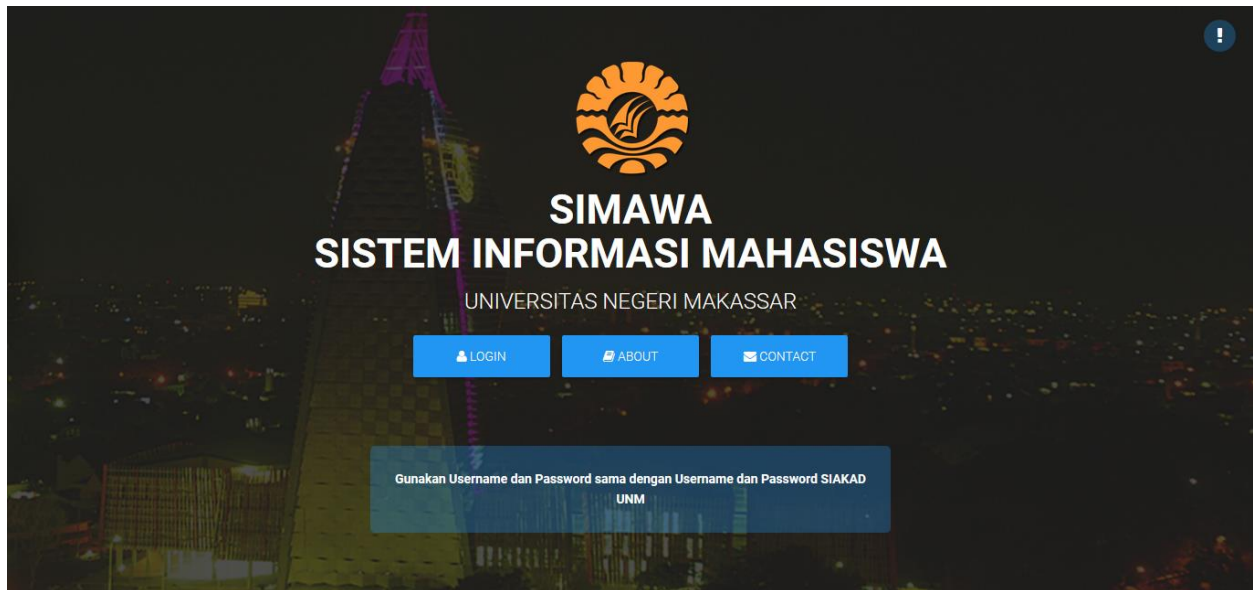 !
SIMAWA
SISTEM INFORMASI MAHASISWA
UNIVERSITAS NEGERI MAKASSAR
LOGIN
ABOUT
CONTACT
Gunakan Username dan Password sama dengan Username dan Password SIAKAD
UNM